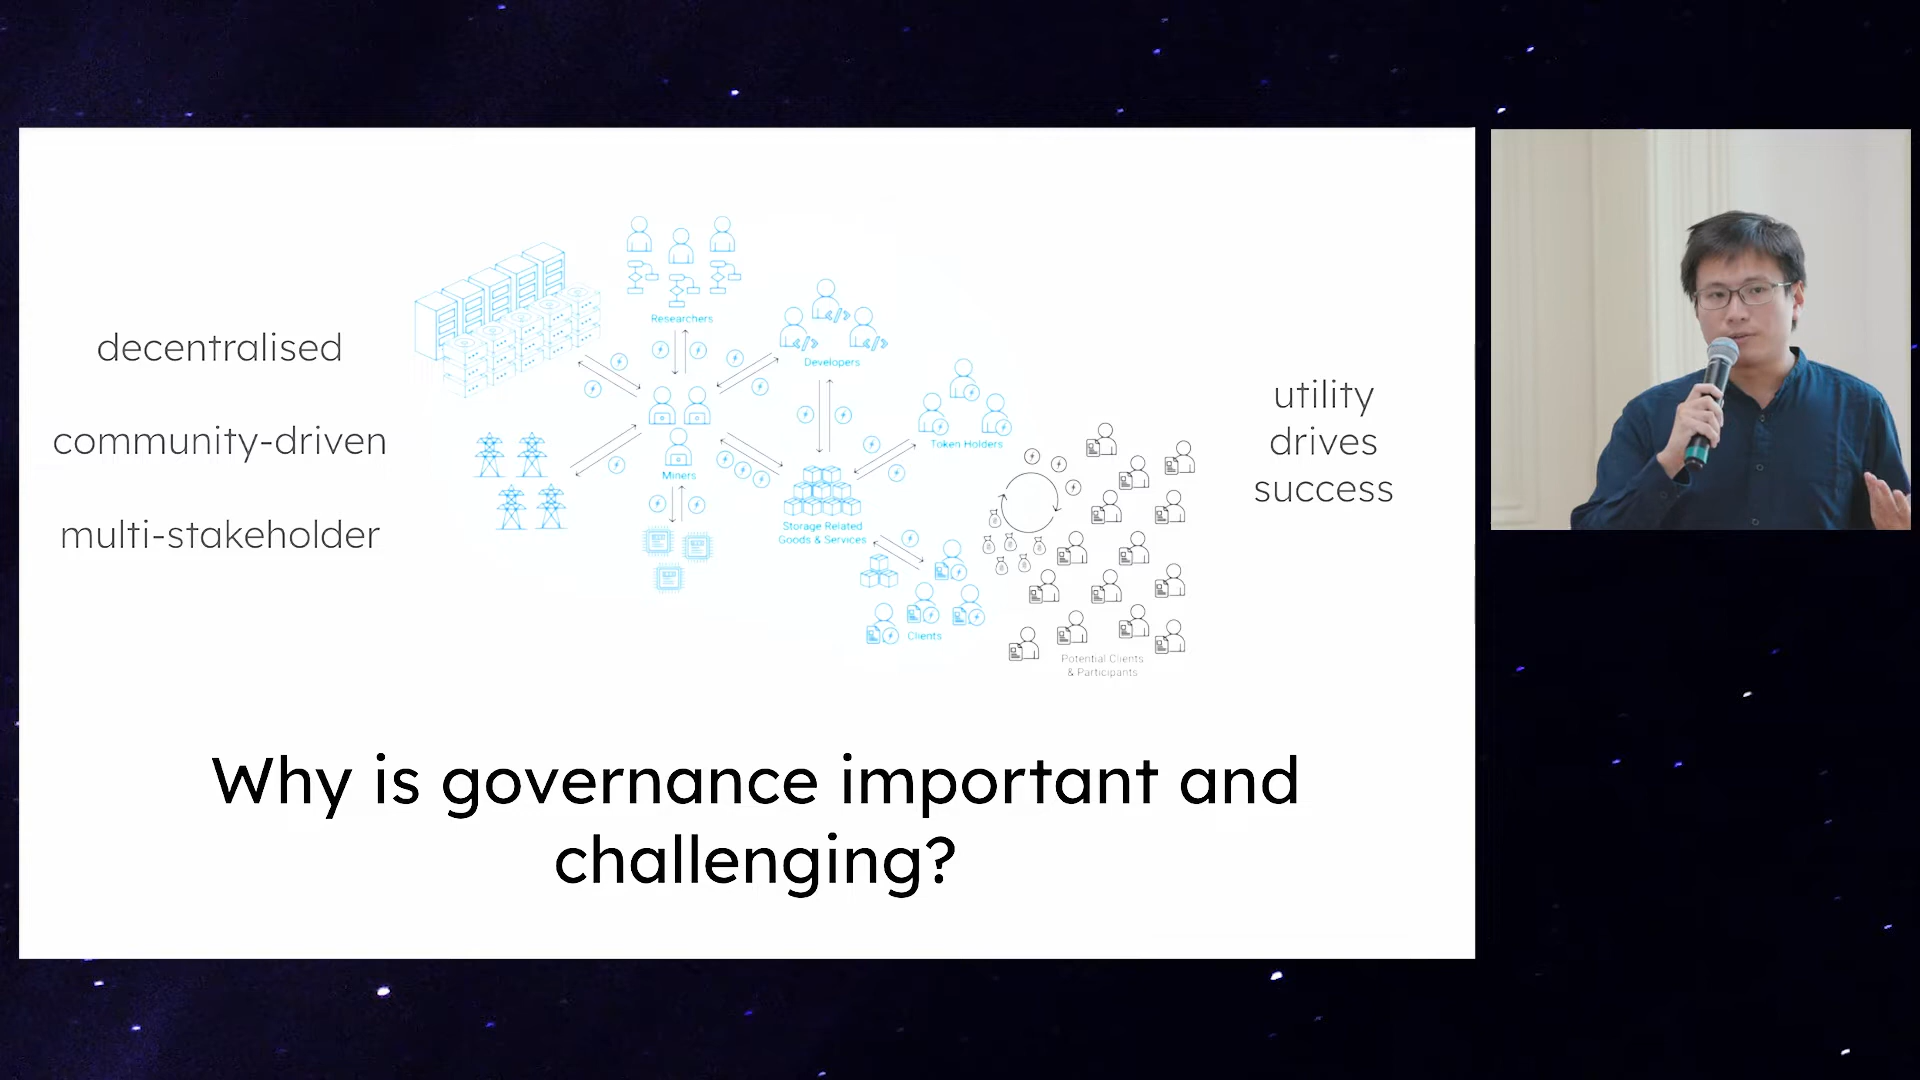 decentralised
community-driven
multi-stakeholder
Researchers
Developers
Token Holders
Miners
Storage Related
Goods & Services
Clients
Potential Clients
& Participants
utility
drives
success
Why is governance important and
challenging?